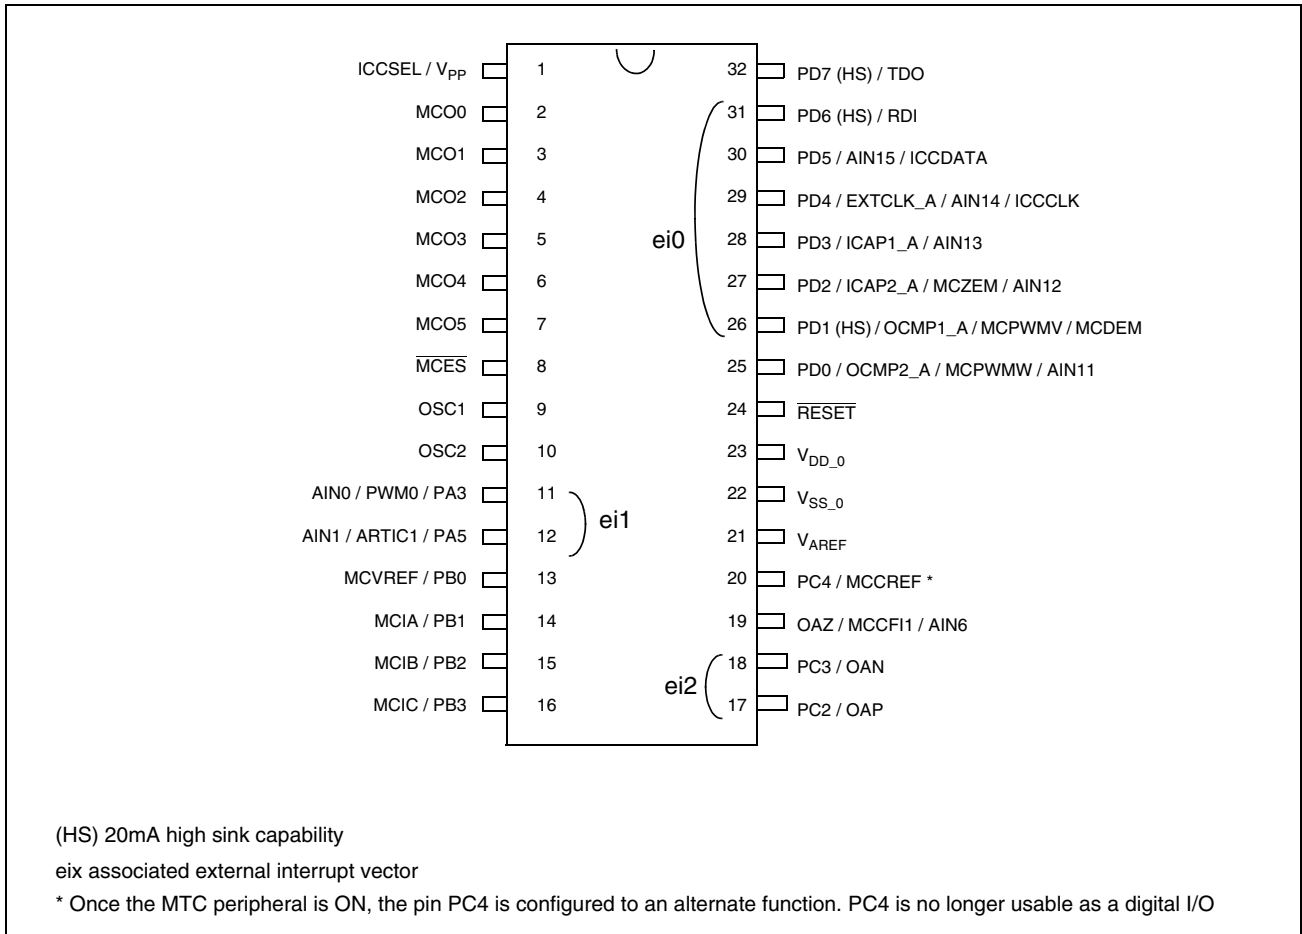 ICCSEL / VPP 1 32 PD7 (HS) / TDO
MCO0 2 31 PD6 (HS) / RDI
MCO1 3 30 PD5 / AIN15 / ICCDATA
MCO2 4 29 PD4 / EXTCLK_A / AIN14 / ICCCLK
MCO3 5 ei0 28 PD3 / ICAP1_A / AIN13
MCO4 6 27 PD2 / ICAP2_A / MCZEM / AIN12
MCO5 7 26 PD1 (HS) / OCMP1_A / MCPWMV / MCDEM
MCES 8 25 PD0 / OCMP2_A / MCPWMW / AIN11
OSC1 9 24 RESET
OSC2 10 23 VDD_0
AIN0 / PWM0 / PA3 11 22 VSS_0
ei1
AIN1 / ARTIC1 / PA5 12 21 VAREF
MCVREF / PB0 13 20 PC4 / MCCREF *
MCIA / PB1 14 19 OAZ / MCCFI1 / AIN6
MCIB / PB2 15 18 PC3 / OAN
ei2
MCIC / PB3 16 17 PC2 / OAP
(HS) 20mA high sink capability
eix associated external interrupt vector
* Once the MTC peripheral is ON, the pin PC4 is configured to an alternate function. PC4 is no longer usable as a digital I/O